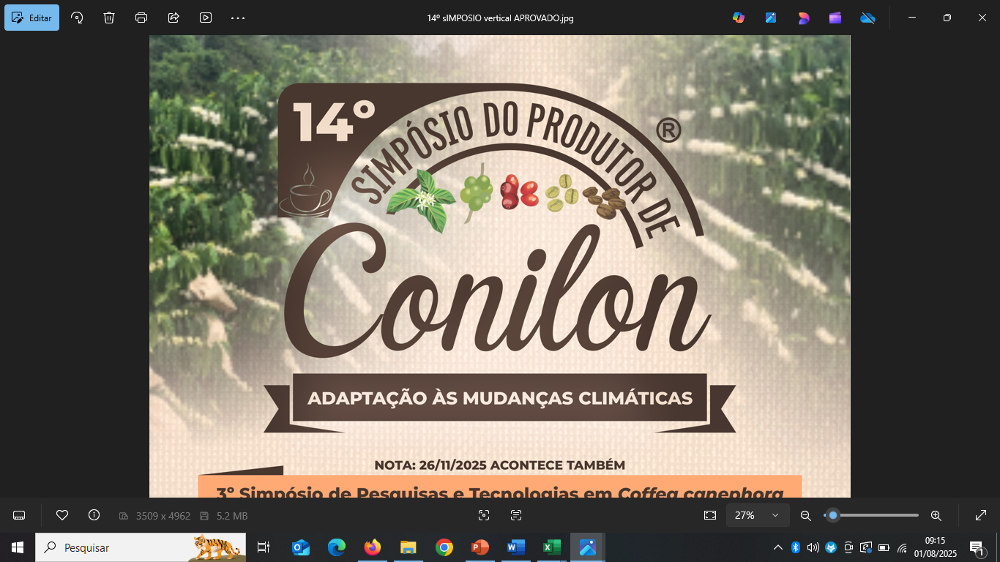 Editar
14º sIMPOSIO vertical APROVADO.jpg
14º
SIMPÓSIO DO PRODUTOR DE
®
Conilon
ADAPTAÇÃO ÀS MUDANÇAS CLIMÁTICAS
NOTA: 26/11/2025 ACONTECE TAMBÉM
3º Simpósio de Pesquisas e Tecnologias em Coffea canephora
3509 x 4962
5.2 MB
27%
Pesquisar
09:15
01/08/2025
1